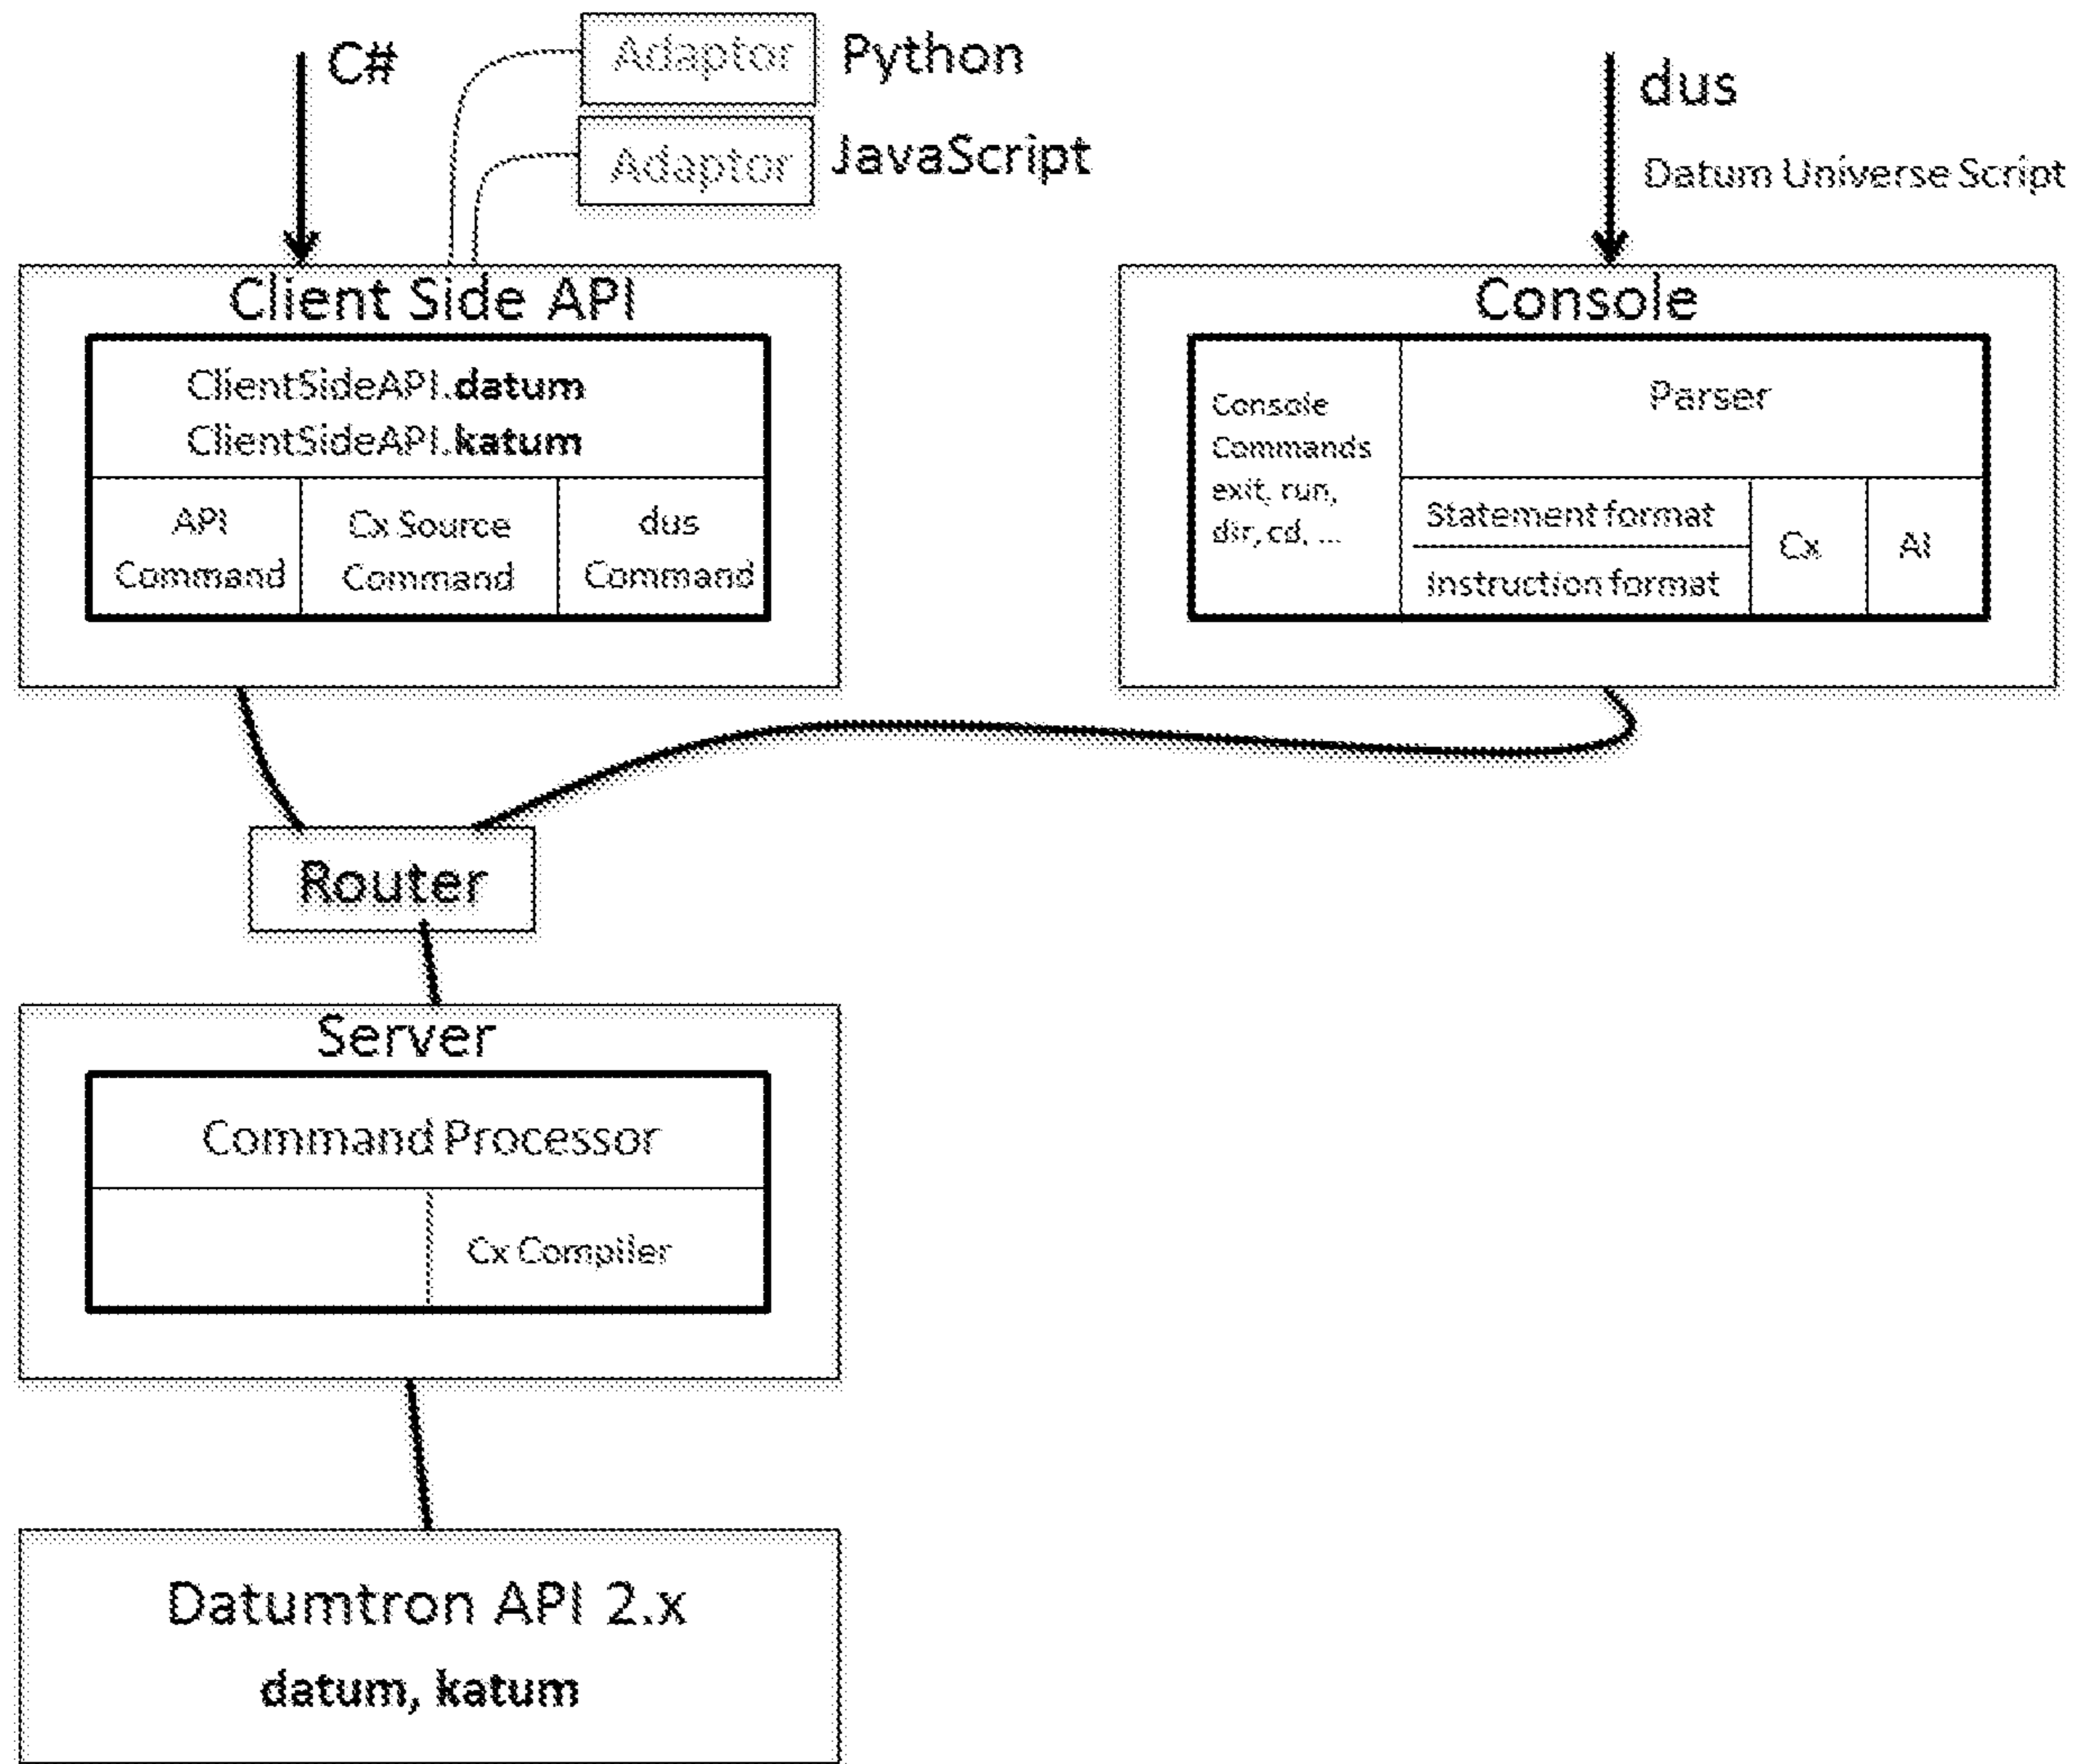 C#
Adaptor Python
Adaptor JavaScript
dus
Datum Universe Script
Client Side API
ClientSideAPI.datum
ClientSideAPI.katum
API
Command
Cx Source
Command
dus
Command
Console
Console
Commands
exit, run,
dir, cd, ...
Parser
Statement format
Instruction format
Cx
AI
Router
Server
Command Processor
Cx Compiler
Datumtron API 2.x
datum, katum